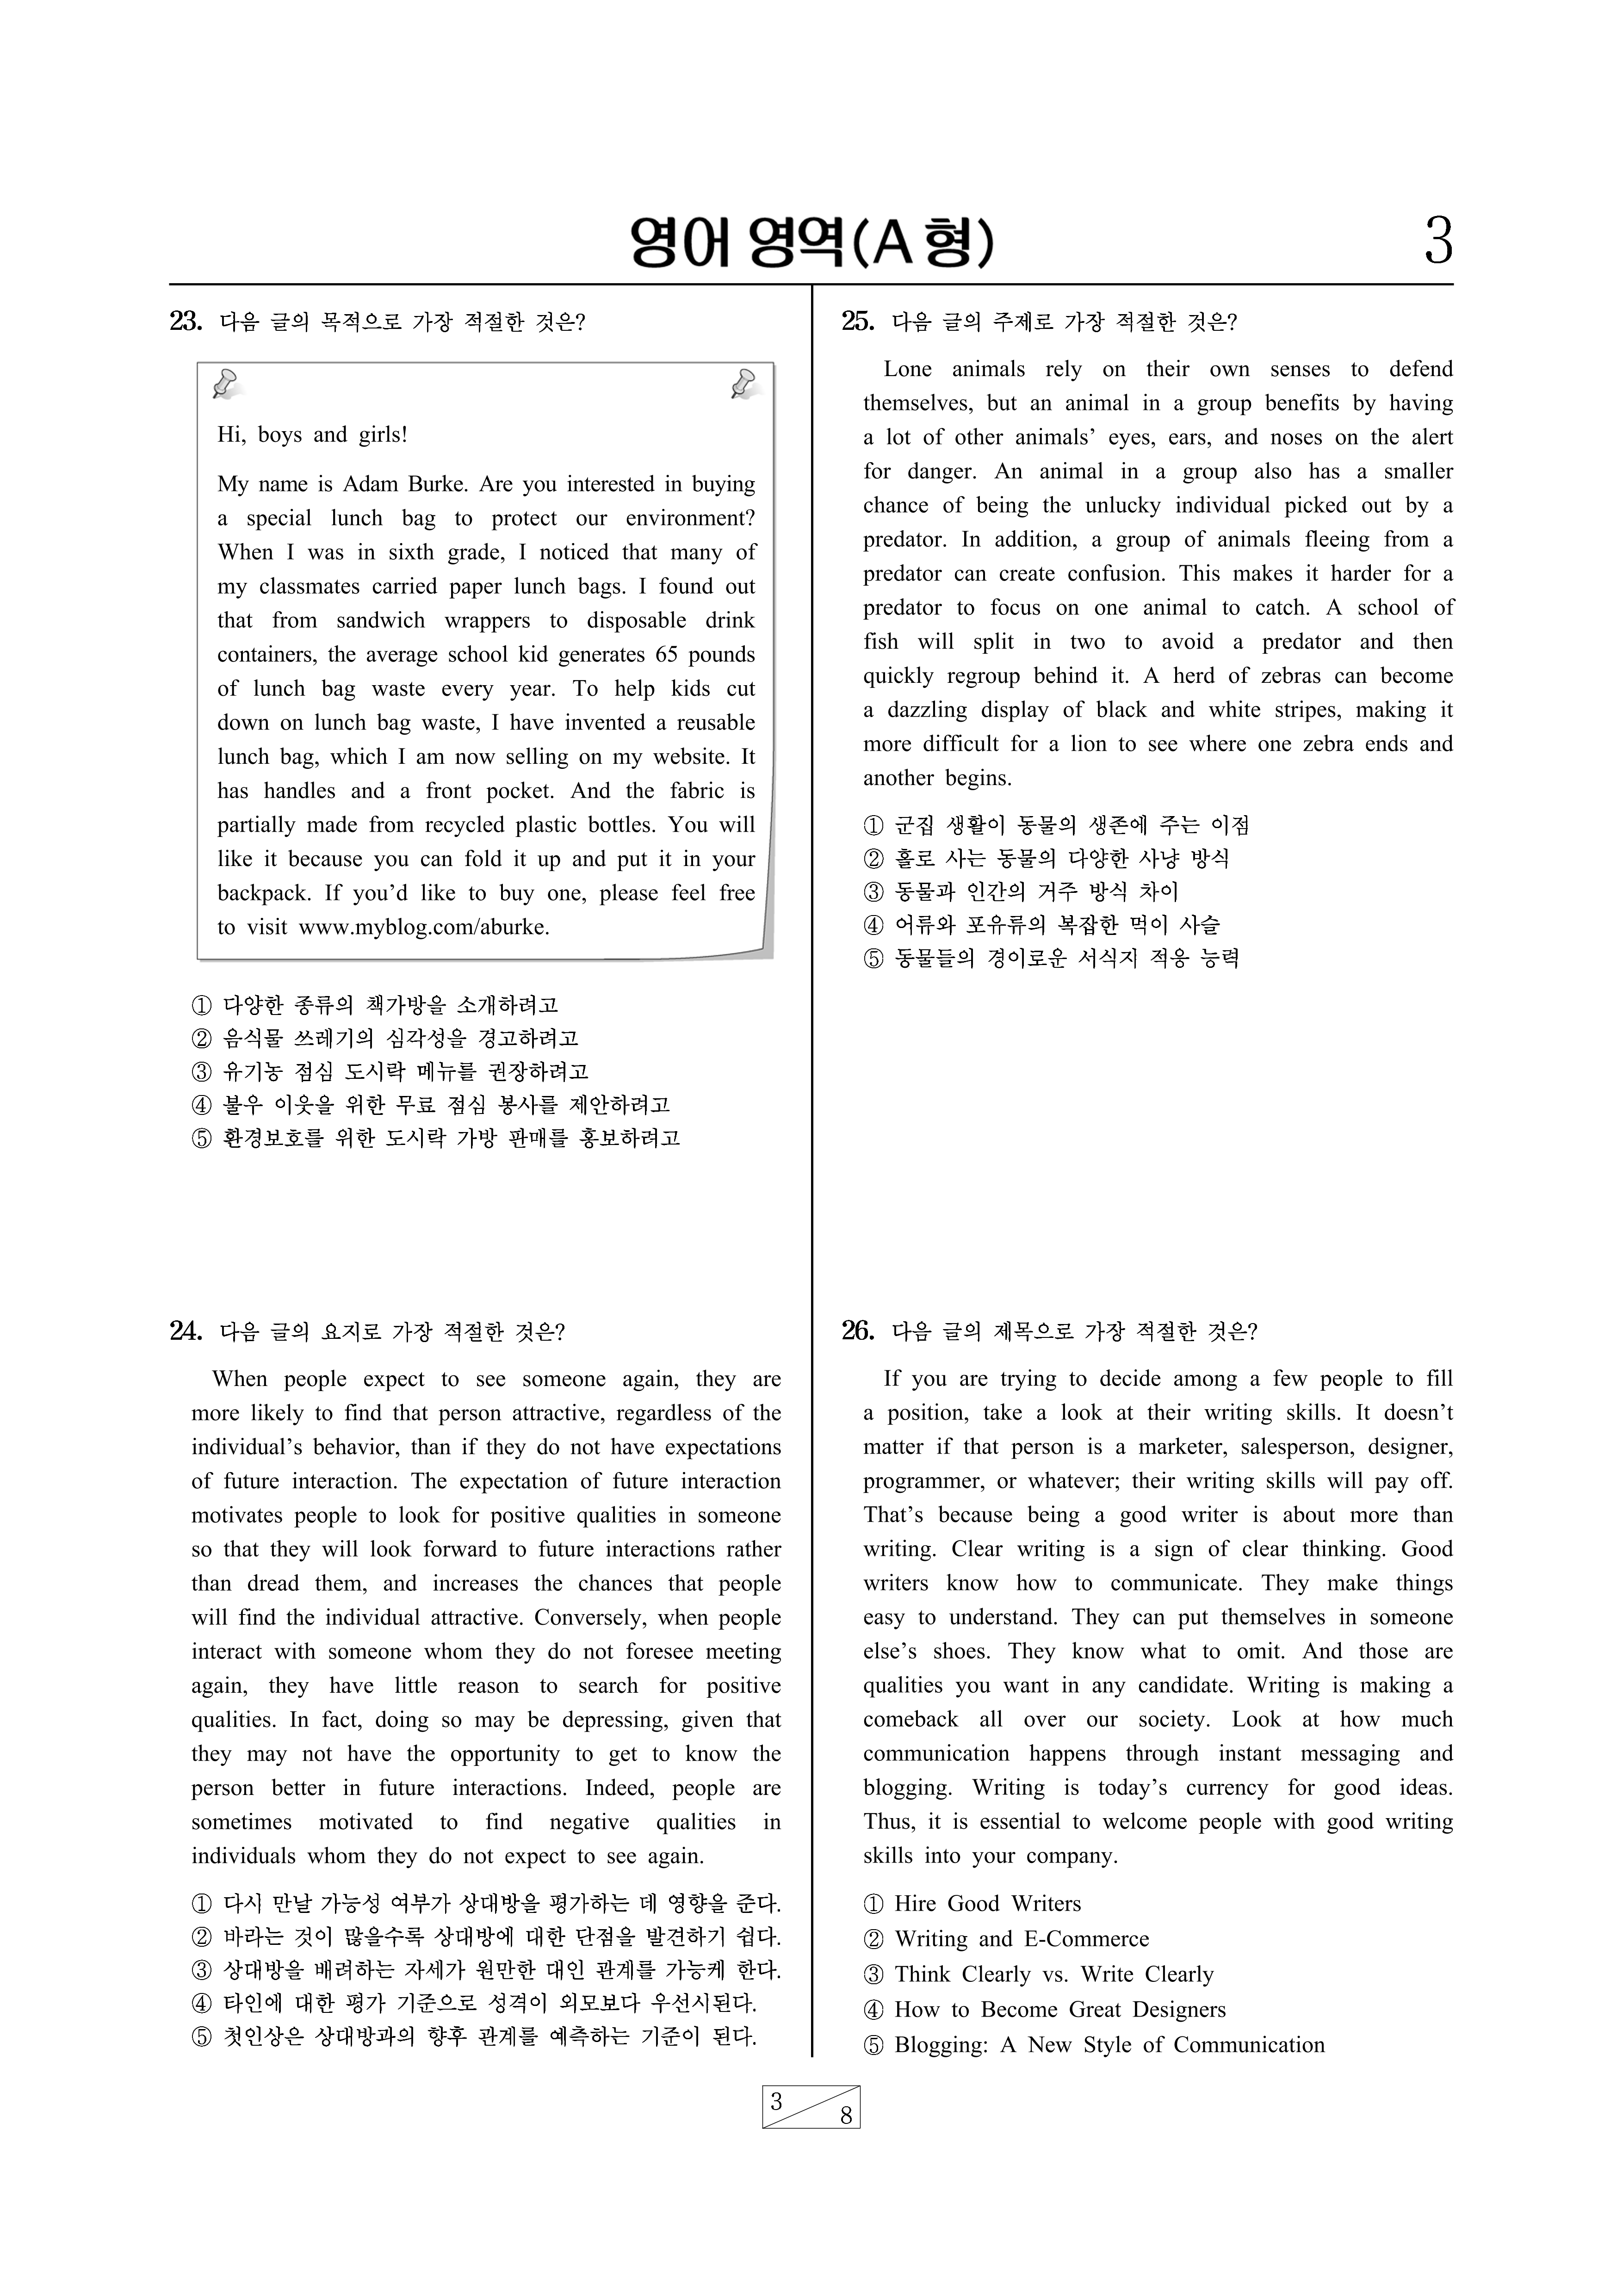 영어 영역(A형)
3
23. 다음 글의 목적으로 가장 적절한 것은?
Hi, boys and girls!
My name is Adam Burke. Are you interested in buying
a special lunch bag to protect our environment?
When I was in sixth grade, I noticed that many of
my classmates carried paper lunch bags. I found out
that from sandwich wrappers to disposable drink
containers, the average school kid generates 65 pounds
of lunch bag waste every year. To help kids cut
down on lunch bag waste, I have invented a reusable
lunch bag, which I am now selling on my website. It
has handles and a front pocket. And the fabric is
partially made from recycled plastic bottles. You will
like it because you can fold it up and put it in your
backpack. If you’d like to buy one, please feel free
to visit www.myblog.com/aburke.
① 다양한 종류의 책가방을 소개하려고
② 음식물 쓰레기의 심각성을 경고하려고
③ 유기농 점심 도시락 메뉴를 권장하려고
④ 불우 이웃을 위한 무료 점심 봉사를 제안하려고
⑤ 환경보호를 위한 도시락 가방 판매를 홍보하려고
24. 다음 글의 요지로 가장 적절한 것은?
When people expect to see someone again, they are
more likely to find that person attractive, regardless of the
individual’s behavior, than if they do not have expectations
of future interaction. The expectation of future interaction
motivates people to look for positive qualities in someone
so that they will look forward to future interactions rather
than dread them, and increases the chances that people
will find the individual attractive. Conversely, when people
interact with someone whom they do not foresee meeting
again, they have little reason to search for positive
qualities. In fact, doing so may be depressing, given that
they may not have the opportunity to get to know the
person better in future interactions. Indeed, people are
sometimes motivated to find negative qualities in
individuals whom they do not expect to see again.
① 다시 만날 가능성 여부가 상대방을 평가하는 데 영향을 준다.
② 바라는 것이 많을수록 상대방에 대한 단점을 발견하기 쉽다.
③ 상대방을 배려하는 자세가 원만한 대인 관계를 가능케 한다.
④ 타인에 대한 평가 기준으로 성격이 외모보다 우선시된다.
⑤ 첫인상은 상대방과의 향후 관계를 예측하는 기준이 된다.
25. 다음 글의 주제로 가장 적절한 것은?
Lone animals rely on their own senses to defend
themselves, but an animal in a group benefits by having
a lot of other animals’ eyes, ears, and noses on the alert
for danger. An animal in a group also has a smaller
chance of being the unlucky individual picked out by a
predator. In addition, a group of animals fleeing from a
predator can create confusion. This makes it harder for a
predator to focus on one animal to catch. A school of
fish will split in two to avoid a predator and then
quickly regroup behind it. A herd of zebras can become
a dazzling display of black and white stripes, making it
more difficult for a lion to see where one zebra ends and
another begins.
① 군집 생활이 동물의 생존에 주는 이점
② 홀로 사는 동물의 다양한 사냥 방식
③ 동물과 인간의 거주 방식 차이
④ 어류와 포유류의 복잡한 먹이 사슬
⑤ 동물들의 경이로운 서식지 적응 능력
26. 다음 글의 제목으로 가장 적절한 것은?
If you are trying to decide among a few people to fill
a position, take a look at their writing skills. It doesn’t
matter if that person is a marketer, salesperson, designer,
programmer, or whatever; their writing skills will pay off.
That’s because being a good writer is about more than
writing. Clear writing is a sign of clear thinking. Good
writers know how to communicate. They make things
easy to understand. They can put themselves in someone
else’s shoes. They know what to omit. And those are
qualities you want in any candidate. Writing is making a
comeback all over our society. Look at how much
communication happens through instant messaging and
blogging. Writing is today’s currency for good ideas.
Thus, it is essential to welcome people with good writing
skills into your company.
① Hire Good Writers
② Writing and E-Commerce
③ Think Clearly vs. Write Clearly
④ How to Become Great Designers
⑤ Blogging: A New Style of Communication
3
8